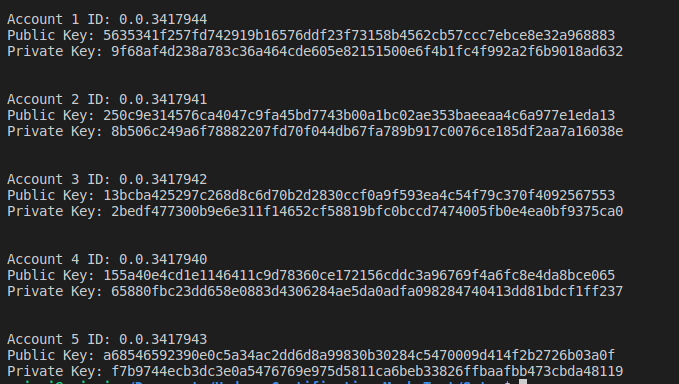 Account 1 ID: 0.0.3417944
Public Key: 5635341f257fd742919b16576ddf23f73158b4562cb57ccc7ebce8e32a968883
Private Key: 9f68af4d238a783c36a464cde605e82151500e6f4b1fc4f992a2f6b9018ad632
Account 2 ID: 0.0.3417941
Public Key: 250c9e314576ca4047c9fa45bd7743b00a1bc02ae353baeeaa4c6a977e1eda13
Private Key: 8b506c249a6f78882207fd70f044db67fa789b917c0076ce185df2aa7a16038e
Account 3 ID: 0.0.3417942
Public Key: 13bcba425297c268d8c6d70b2d2830ccf0a9f593ea4c54f79c370f4092567553
Private Key: 2bedf477300b9e6e311f14652cf58819bfc0bccd7474005fb0e4ea0bf9375ca0
Account 4 ID: 0.0.3417940
Public Key: 155a40e4cd1e1146411c9d78360ce172156cddc3a96769f4a6fc8e4da8bce065
Private Key: 65880fbc23dd658e0883d4306284ae5da0adfa098284740413dd81bdcf1ff237
Account 5 ID: 0.0.3417943
Public Key: a68546592390e0c5a34ac2dd6d8a99830b30284c5470009d414f2b2726b03a0f
Private Key: f7b9744ecb3dc3e0a5476769e975d5811ca6beb33826ffbaafbb473cbda48119